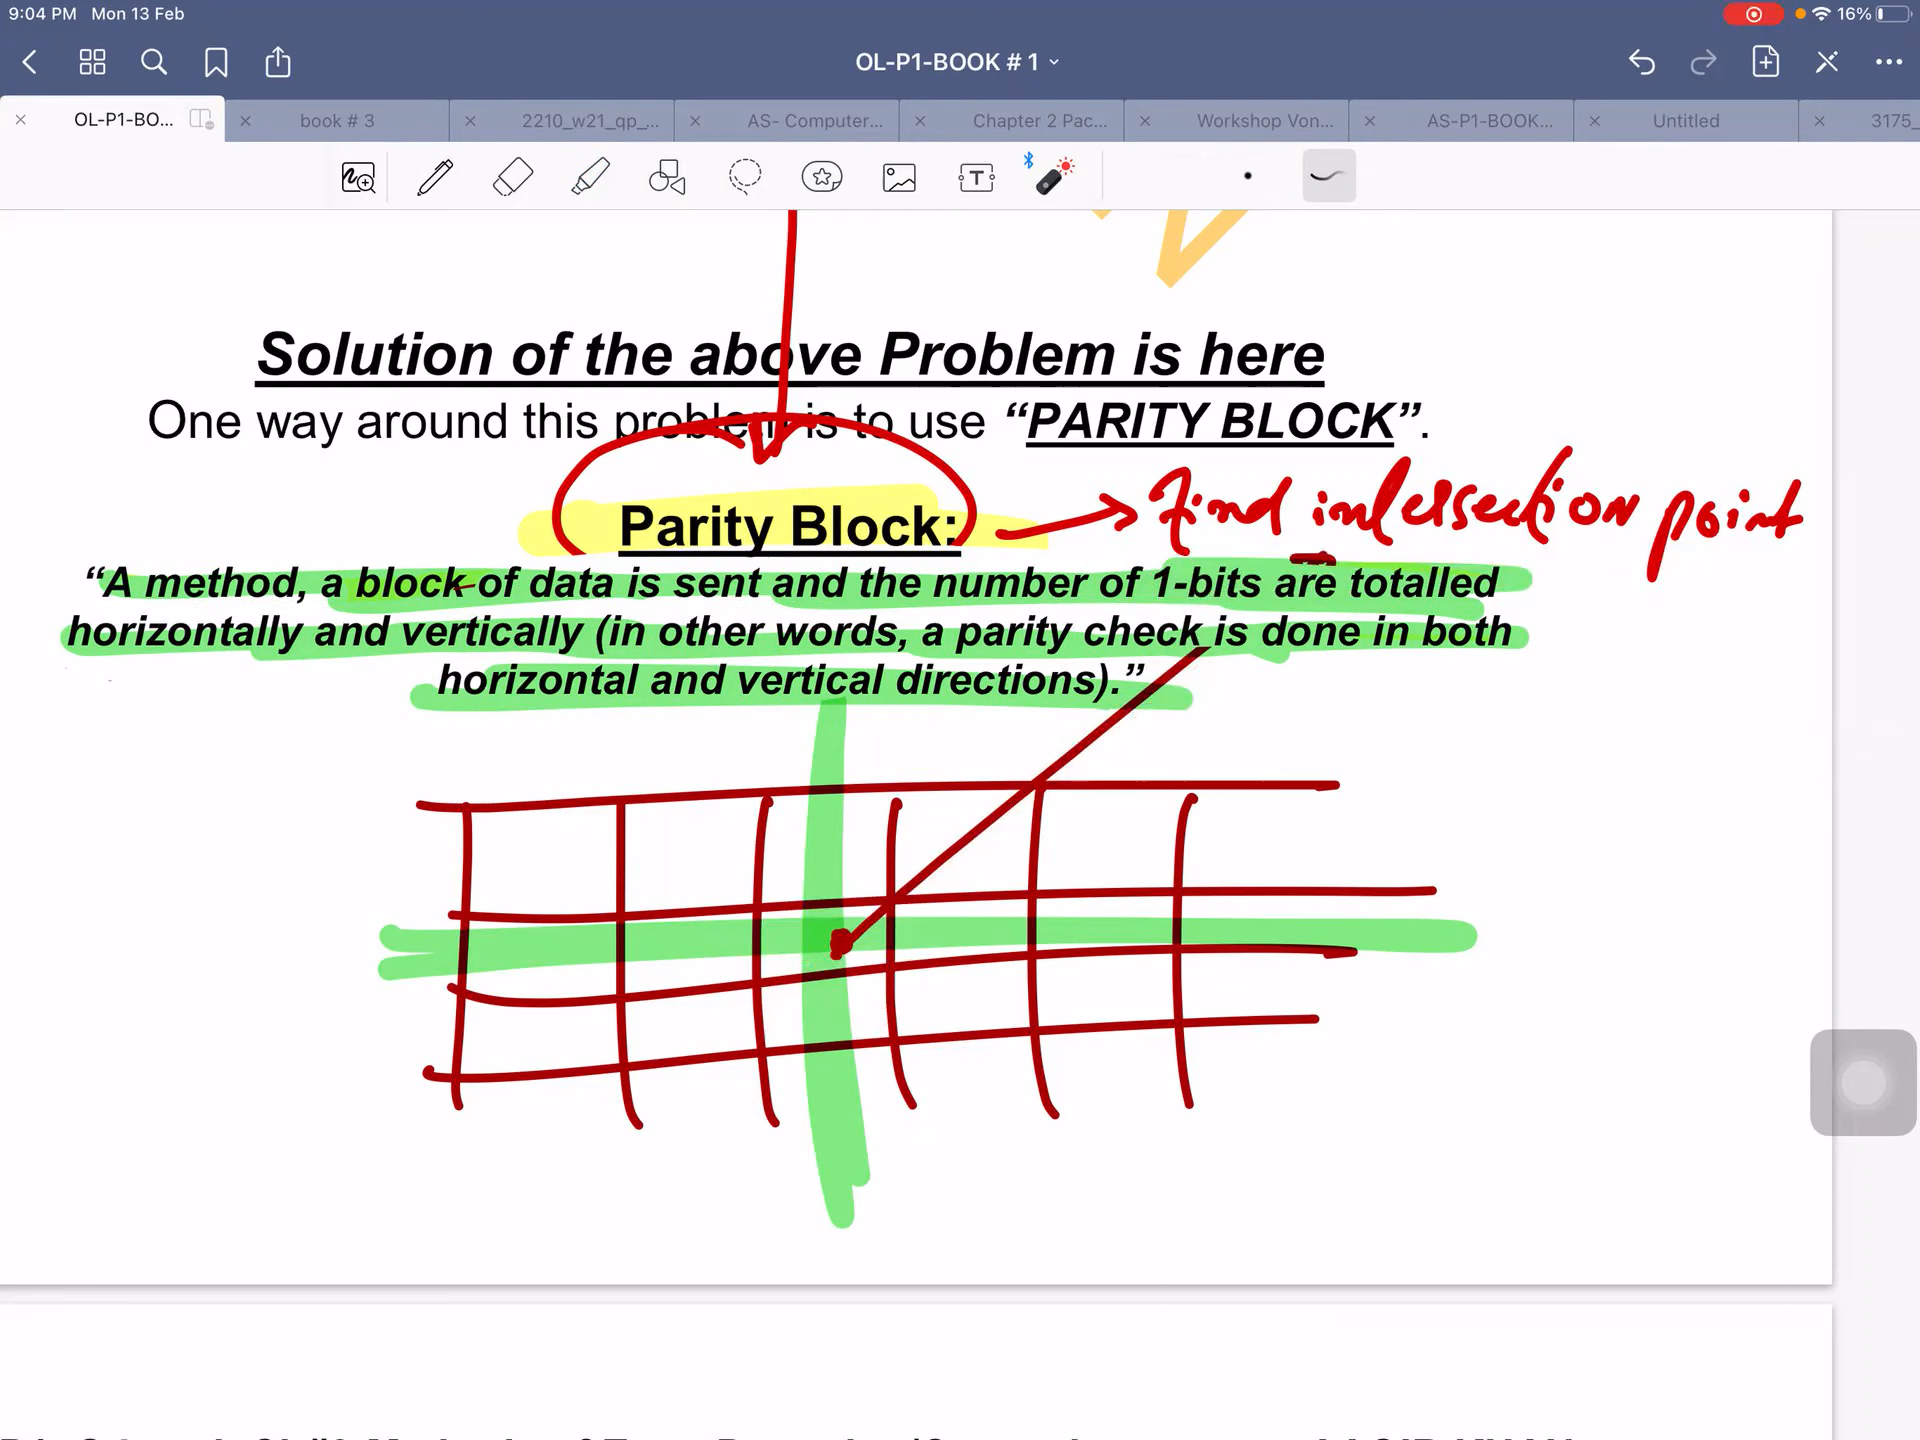 9:04 PM Mon 13 Feb
16%
OL-P1-BOOK # 1
OL-P1-BO...
book # 3
2210_w21_qp_...
AS- Computer...
Chapter 2 Pac...
Workshop Von...
AS-P1-BOOK...
Untitled
3175_
Solution of the above Problem is here
One way around this problem is to use “PARITY BLOCK”.
Parity Block:
Find intersection point
“A method, a block of data is sent and the number of 1-bits are totalled
horizontally and vertically (in other words, a parity check is done in both
horizontal and vertical directions).”